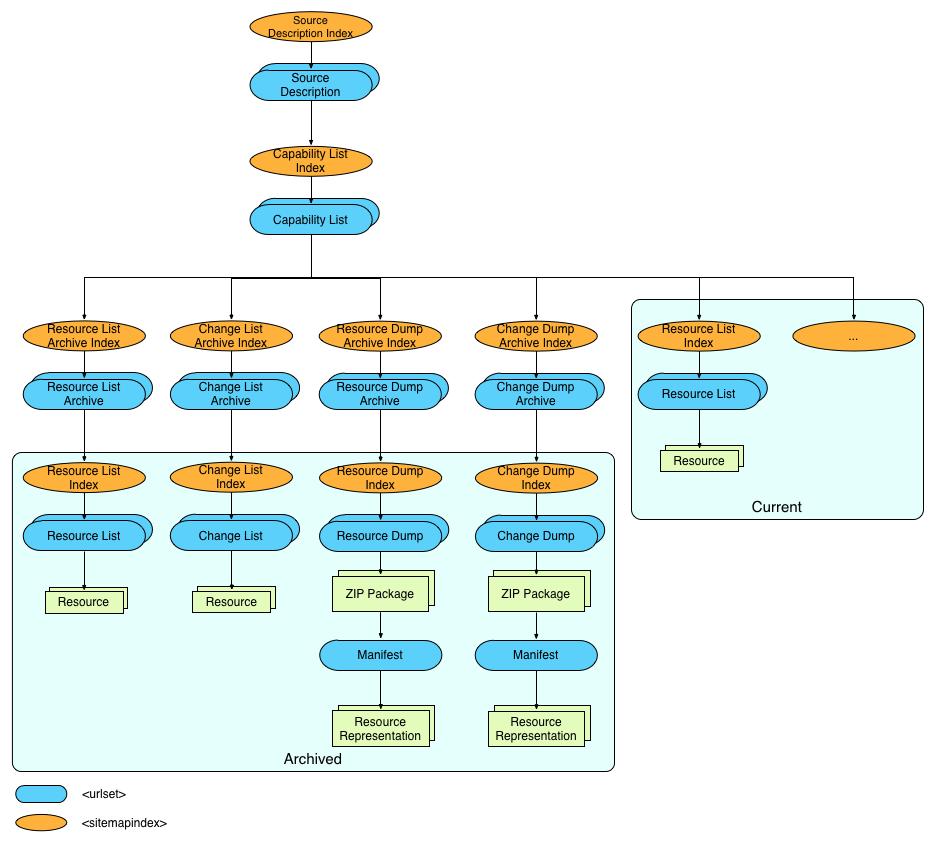 Source
Description Index
Source
Description
Capability List
Index
Capability List
Resource List
Archive Index
Change List
Archive Index
Resource Dump
Archive Index
Change Dump
Archive Index
Resource List
Index
...
Resource List
Archive
Change List
Archive
Resource Dump
Archive
Change Dump
Archive
Resource List
Resource
Current
Resource List
Index
Change List
Index
Resource Dump
Index
Change Dump
Index
Resource List
Change List
Resource Dump
Change Dump
Resource
Resource
ZIP Package
ZIP Package
Manifest
Manifest
Resource
Representation
Resource
Representation
Archived
<urlset>
<sitemapindex>